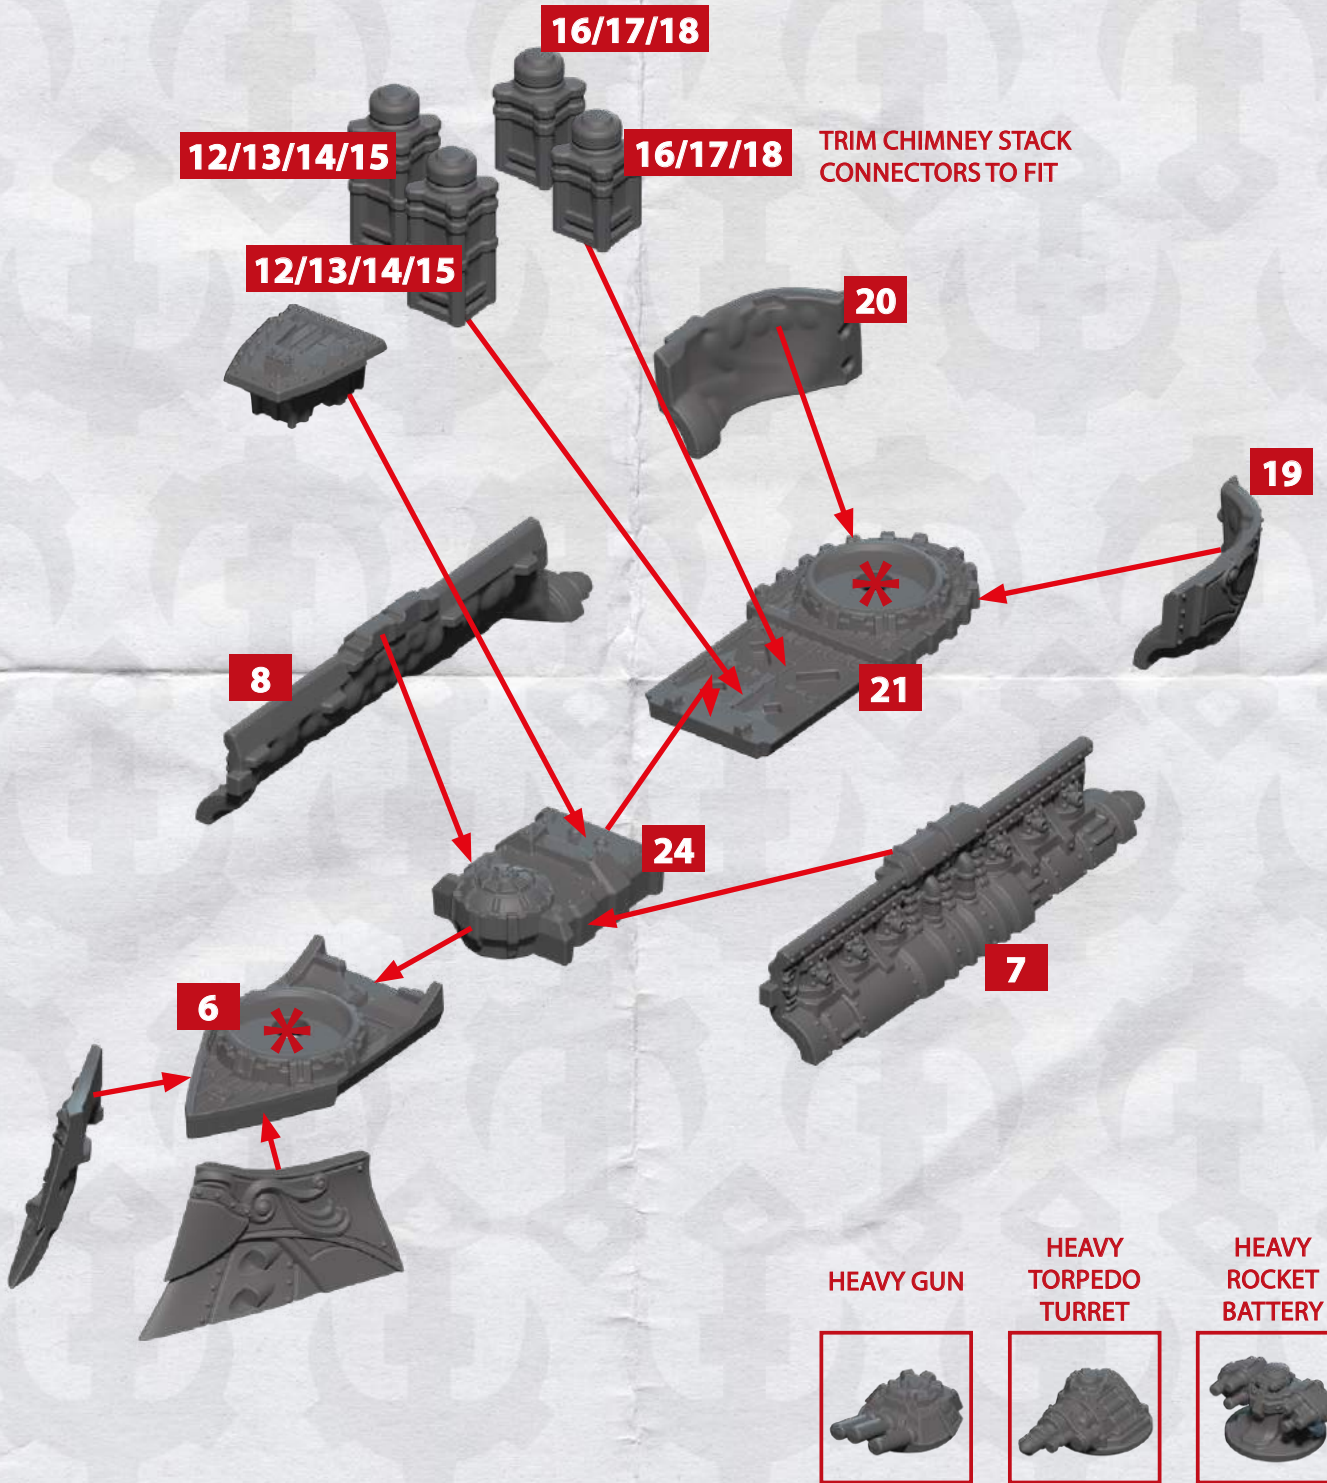 16/17/18
12/13/14/15
16/17/18
TRIM CHIMNEY STACK
CONNECTORS TO FIT
12/13/14/15
20
19
8
21
24
7
6
*
*
HEAVY GUN
HEAVY
TORPEDO
TURRET
HEAVY
ROCKET
BATTERY